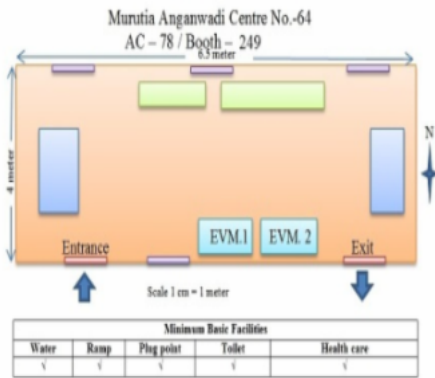 Murutia Anganwadi Centre No.-64
AC – 78 / Booth – 249
6.5 meter
4 meter
N
EVM.1 EVM. 2
Entrance Exit
Scale 1 cm = 1 meter
Minimum Basic Facilities
Water Ramp Plug point Toilet Health care
√ √ √ √ √